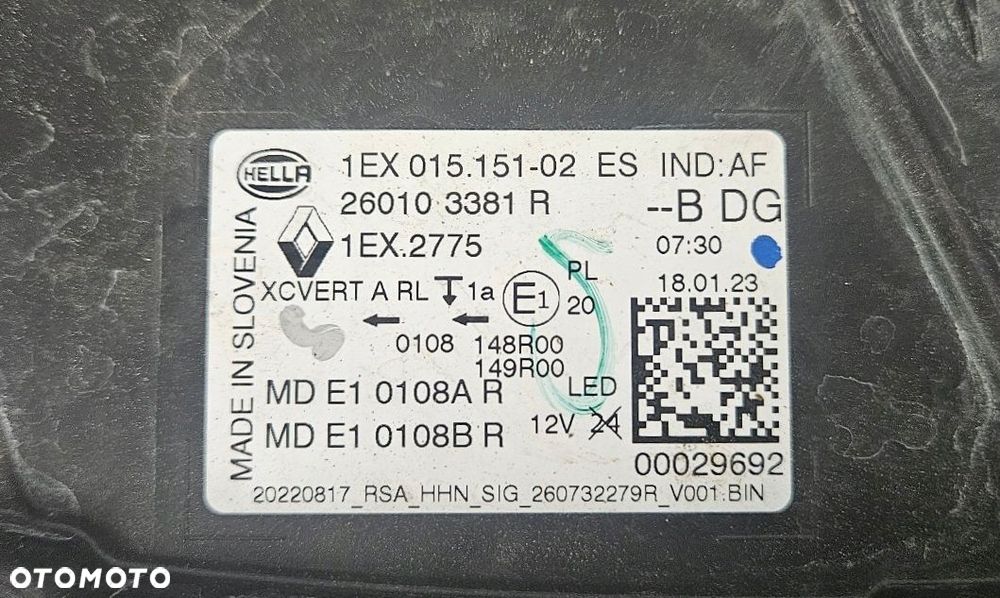 HELLA
1EX 015.151-02 ES IND:AF
26010 3381 R
--B DG
1EX.2775
07:30
18.01.23
XCVERT A RL 1a
E1
PL
20
0108 148R00
149R00
MD E1 0108A R
LED
MD E1 0108B R
12V 24
00029692
20220817_RSA_HHN_SIG_260732279R_V001.BIN
MADE IN SLOVENIA
OTOMOTO